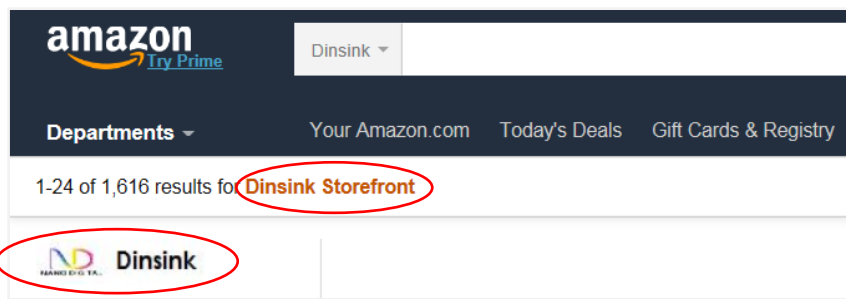 amazon
Try Prime
Dinsink
Departments
Your Amazon.com Today's Deals Gift Cards & Registry
1-24 of 1,616 results for Dinsink Storefront
ND
Dinsink